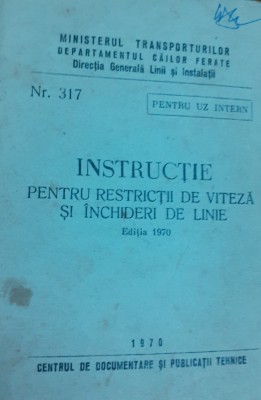 MINISTERUL TRANSPORTURILOR
DEPARTAMENTUL CĂILOR FERATE
Direcția Generală Linii și Instalații
Nr. 317
PENTRU UZ INTERN
INSTRUCȚIE
PENTRU RESTRICȚII DE VITEZĂ
ȘI ÎNCHIDERI DE LINIE
Ediția 1970
1970
CENTRUL DE DOCUMENTARE ȘI PUBLICAȚII TEHNICE